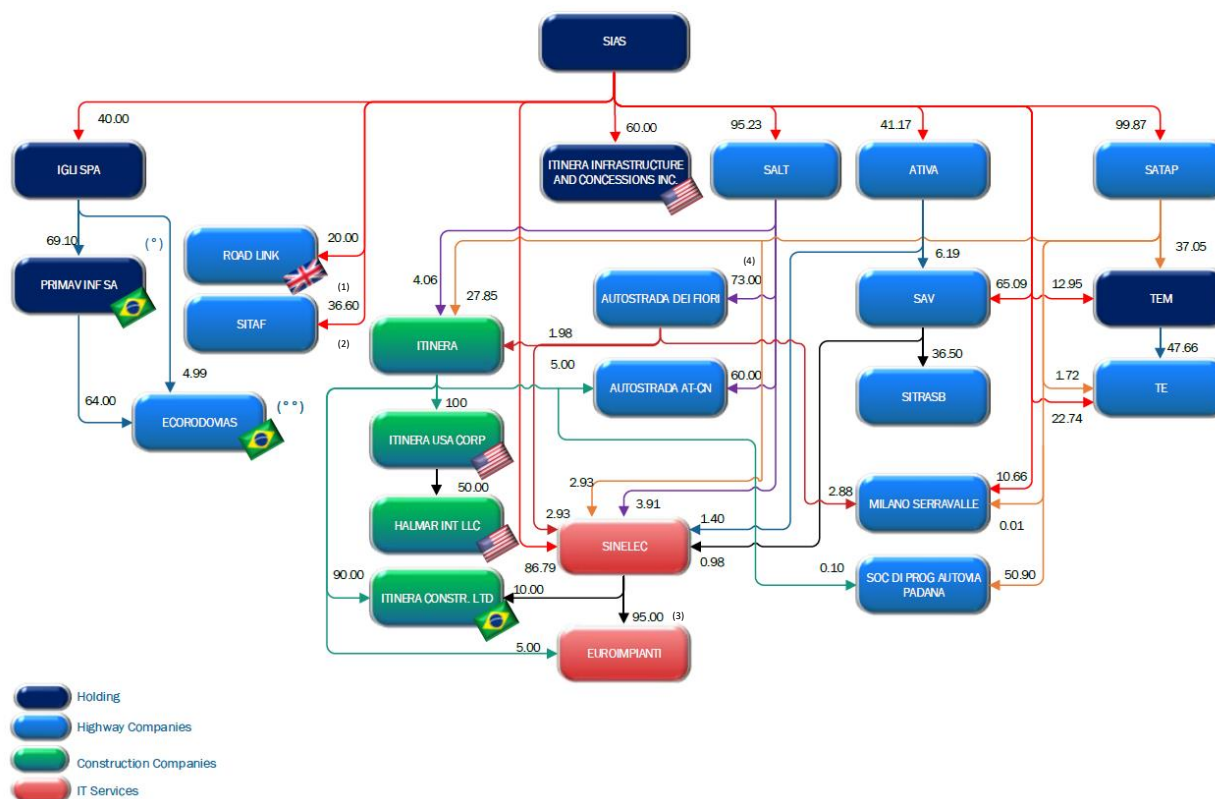 SIAS
40.00
60.00
95.23
41.17
99.87
IGLI SPA
ITINERA INFRASTRUCTURE
AND CONCESSIONS INC.
SALT
ATIVA
SATAP
69.10
(°)
20.00
37.05
ROAD LINK
(1)
PRIMAV INF SA
36.60
SITAF
(2)
4.06
27.85
(4)
73.00
6.19
AUTOSTRADA DEI FIORI
SAV
65.09
12.95
TEM
ITINERA
1.98
5.00
60.00
36.50
47.66
AUTOSTRADA AT-CN
SITRASB
1.72
TE
22.74
4.99
64.00
ECORODOVIAS
(°°)
100
ITINERA USA CORP
50.00
2.93
3.91
2.88
10.66
MILANO SERRAVALLE
0.01
HALMAR INT LLC
2.93
1.40
SINELEC
86.79
0.98
90.00
10.00
ITINERA CONSTR. LTD
0.10
50.90
SOC DI PROG AUTOVIA
PADANA
95.00
(3)
5.00
EUROIMPIANTI
Holding
Highway Companies
Construction Companies
IT Services